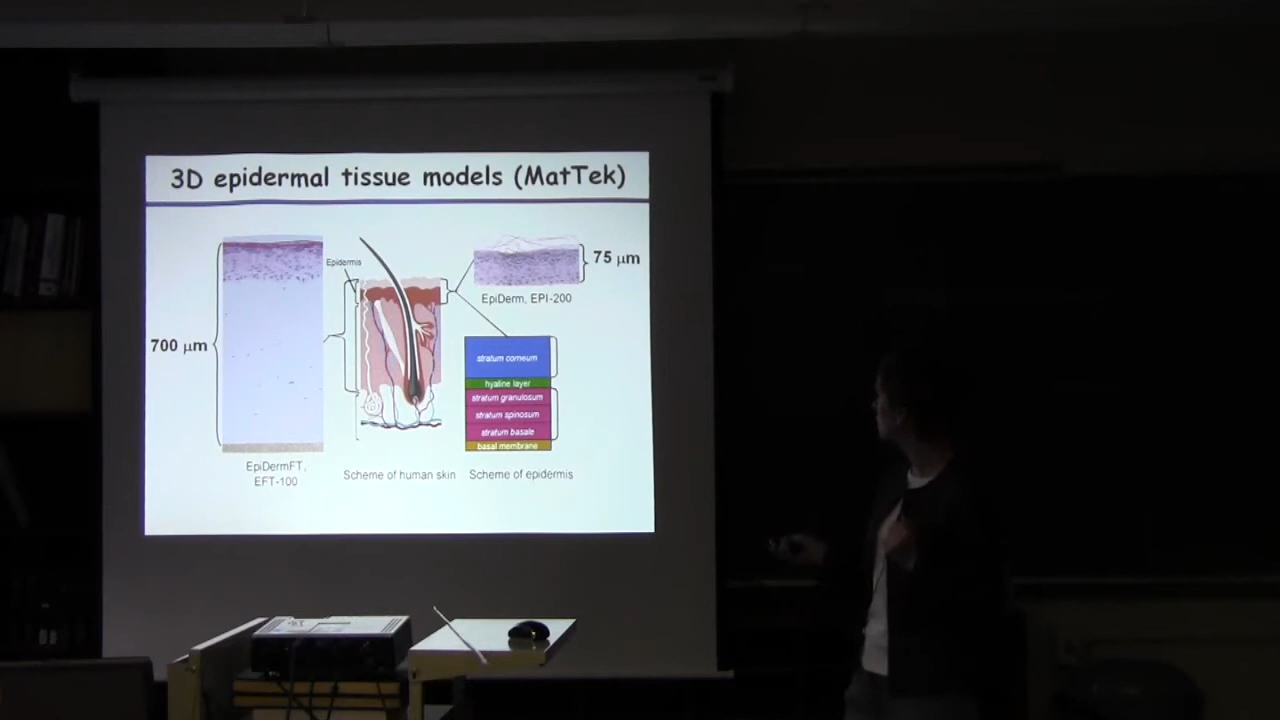 3D epidermal tissue models (MatTek)
Epidermis
75 µm
EpiDerm, EPI-200
700 µm
stratum corneum
hyaline layer
stratum granulosum
stratum spinosum
stratum basale
basal membrane
EpiDermFT,
EFT-100
Scheme of human skin
Scheme of epidermis